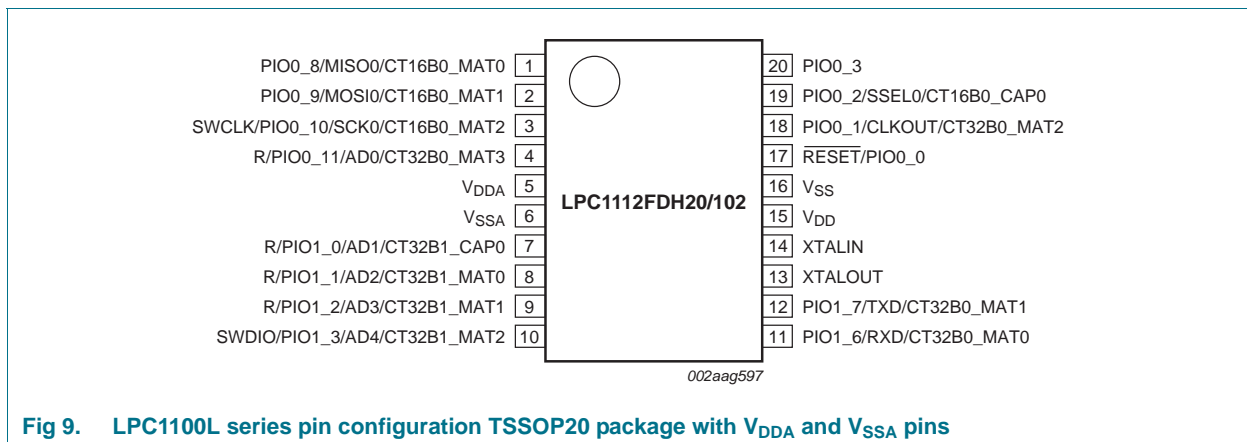 PIO0_8/MISO0/CT16B0_MAT0 1
PIO0_9/MOSI0/CT16B0_MAT1 2
SWCLK/PIO0_10/SCK0/CT16B0_MAT2 3
R/PIO0_11/AD0/CT32B0_MAT3 4
VDDA 5
VSSA 6
R/PIO1_0/AD1/CT32B1_CAP0 7
R/PIO1_1/AD2/CT32B1_MAT0 8
R/PIO1_2/AD3/CT32B1_MAT1 9
SWDIO/PIO1_3/AD4/CT32B1_MAT2 10
LPC1112FDH20/102
20 PIO0_3
19 PIO0_2/SSEL0/CT16B0_CAP0
18 PIO0_1/CLKOUT/CT32B0_MAT2
17 RESET/PIO0_0
16 VSS
15 VDD
14 XTALIN
13 XTALOUT
12 PIO1_7/TXD/CT32B0_MAT1
11 PIO1_6/RXD/CT32B0_MAT0
002aag597
Fig 9. LPC1100L series pin configuration TSSOP20 package with VDDA and VSSA pins